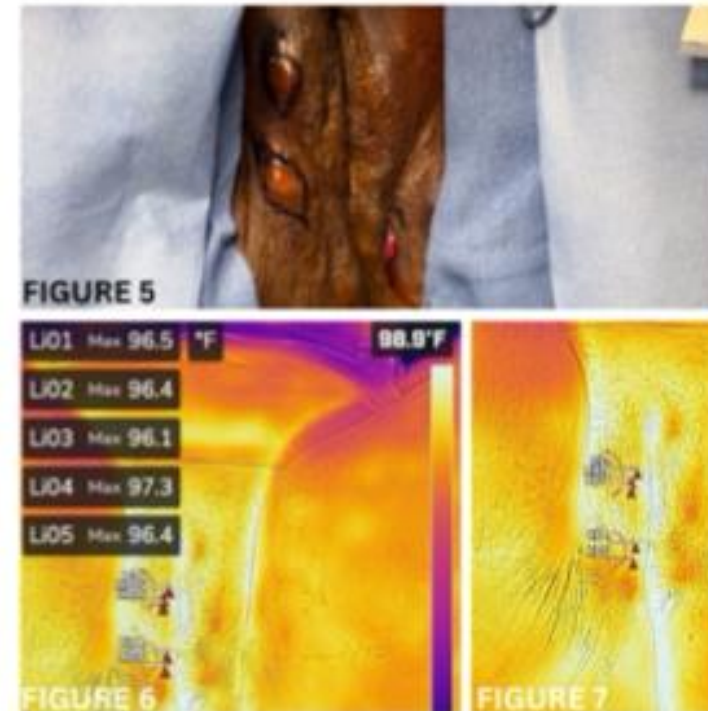 FIGURE 5
Li01 Max 96.5 °F
98.9°F
Li02 Max 96.4
Li03 Max 96.1
Li04 Max 97.3
Li05 Max 96.4
FIGURE 6
FIGURE 7